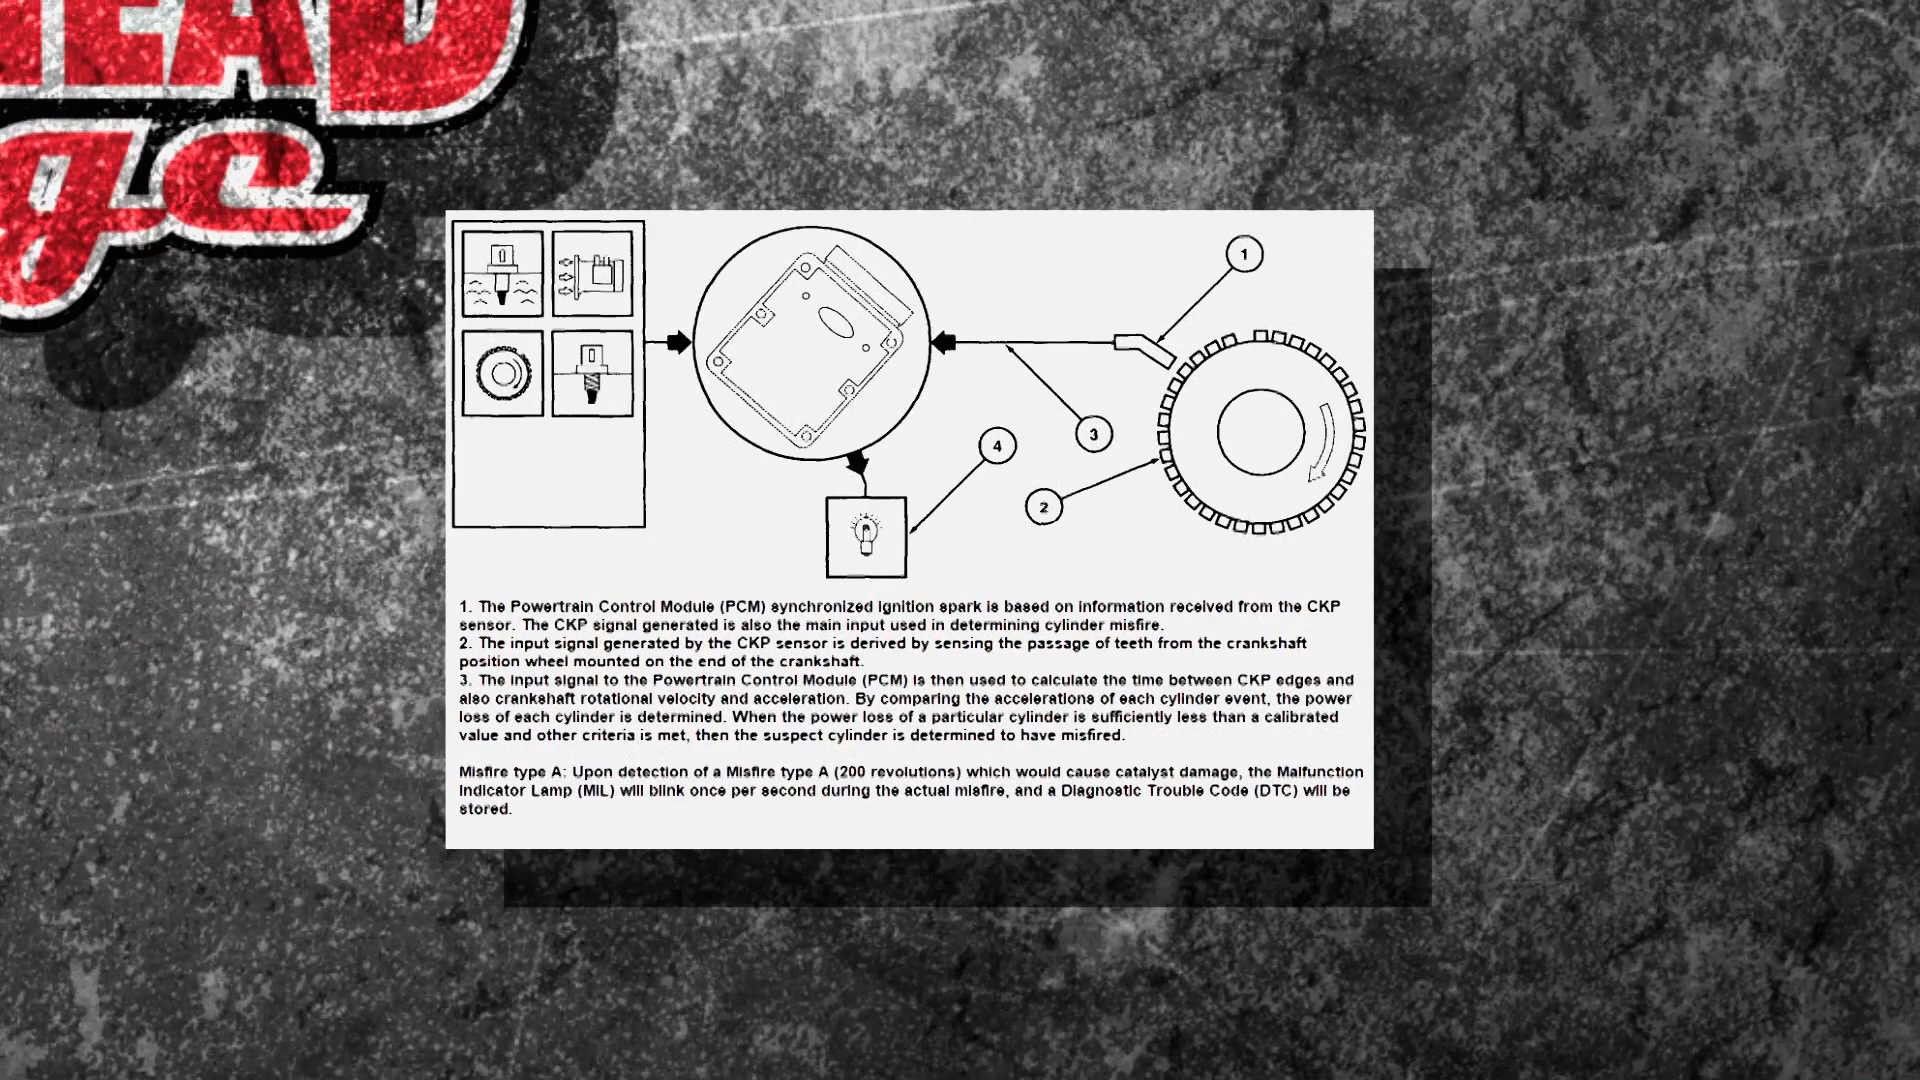 EAD
ge
1
3
4
2
1. The Powertrain Control Module (PCM) synchronized ignition spark is based on information received from the CKP
sensor. The CKP signal generated is also the main input used in determining cylinder misfire.
2. The input signal generated by the CKP sensor is derived by sensing the passage of teeth from the crankshaft
position wheel mounted on the end of the crankshaft.
3. The input signal to the Powertrain Control Module (PCM) is then used to calculate the time between CKP edges and
also crankshaft rotational velocity and acceleration. By comparing the accelerations of each cylinder event, the power
loss of each cylinder is determined. When the power loss of a particular cylinder is sufficiently less than a calibrated
value and other criteria is met, then the suspect cylinder is determined to have misfired.
Misfire type A: Upon detection of a Misfire type A (200 revolutions) which would cause catalyst damage, the Malfunction
Indicator Lamp (MIL) will blink once per second during the actual misfire, and a Diagnostic Trouble Code (DTC) will be
stored.